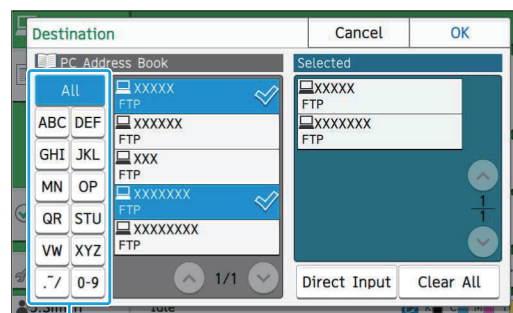 Destination
Cancel
OK
PC Address Book
Selected
All
ABC DEF
GHI JKL
MN OP
QR STU
VW XYZ
.~/ 0-9
XXXXX
FTP
XXXXXX
FTP
XXX
FTP
XXXXXXX
FTP
XXXXXXXX
FTP
1/1
XXXXX
FTP
XXXXXXX
FTP
1
1
Direct Input
Clear All
Idle